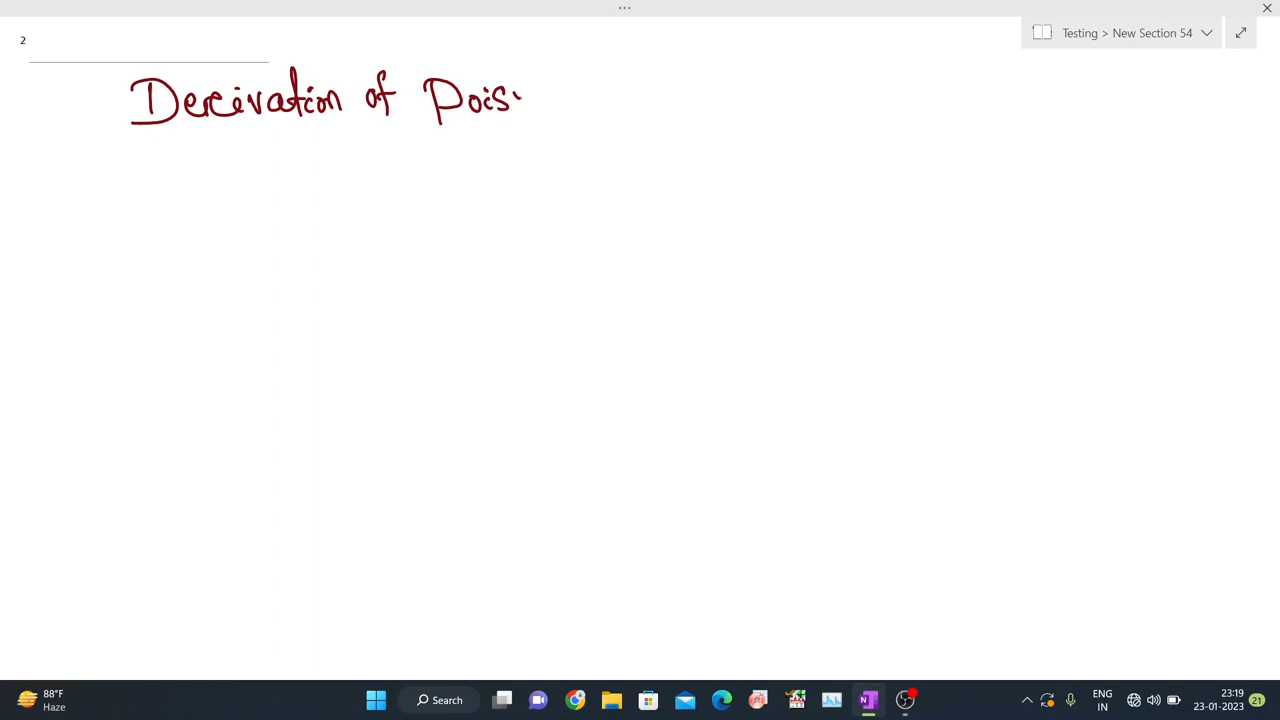 Testing > New Section 54
2
Derivation of Pois
88°F
Haze
Search
ENG
IN
23:19
23-01-2023
21